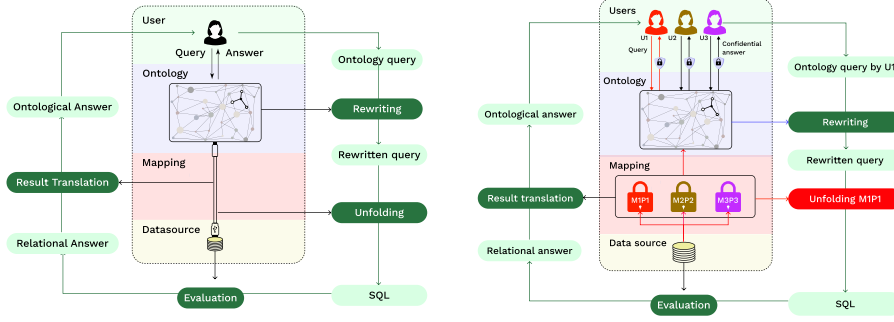 User
Query
Answer
Ontology query
Ontology
Ontological Answer
Rewriting
Rewritten query
Mapping
Result Translation
Unfolding
Datasource
Relational Answer
Evaluation
SQL
Users
U1
U2
U3
Query
Confidential
answer
Ontology query by U1
Ontology
Ontological answer
Rewriting
Rewritten query
Mapping
Result translation
M1P1
M2P2
M3P3
Unfolding M1P1
Data source
Relational answer
Evaluation
SQL